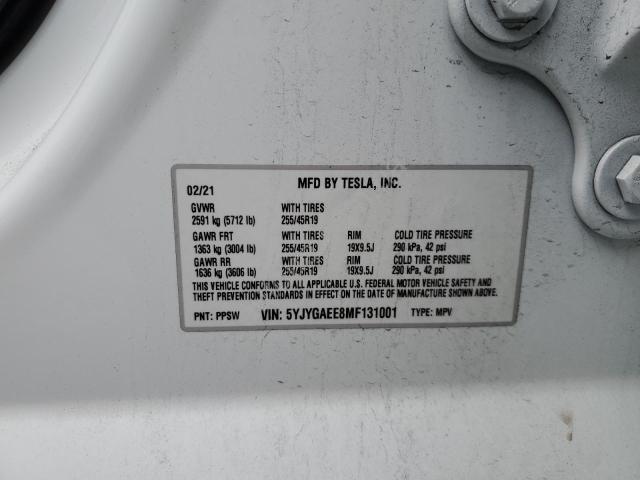 02/21 MFD BY TESLA, INC.
GVWR WITH TIRES
2591 kg (5712 lb) 255/45R19
GAWR FRT WITH TIRES RIM COLD TIRE PRESSURE
1363 kg (3004 lb) 255/45R19 19X9.5J 290 kPa, 42 psi
GAWR RR WITH TIRES RIM COLD TIRE PRESSURE
1636 kg (3606 lb) 255/45R19 19X9.5J 290 kPa, 42 psi
THIS VEHICLE CONFORMS TO ALL APPLICABLE U.S. FEDERAL MOTOR VEHICLE SAFETY AND
THEFT PREVENTION STANDARDS IN EFFECT ON THE DATE OF MANUFACTURE SHOWN ABOVE.
PNT: PPSW VIN: 5YJYGAEE8MF131001 TYPE: MPV